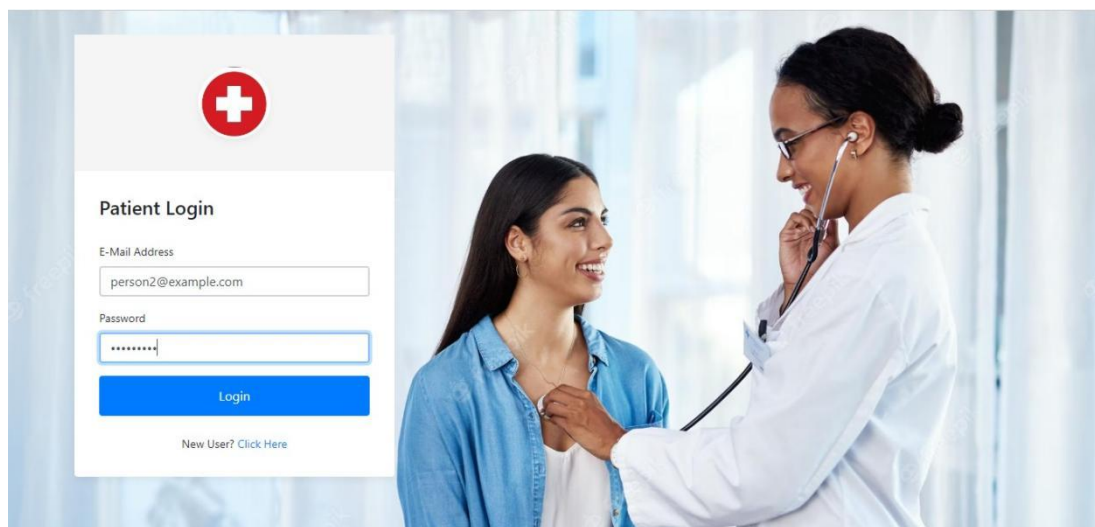 Patient Login
E-Mail Address
person2@example.com
Password
•••••••••
Login
New User? Click Here